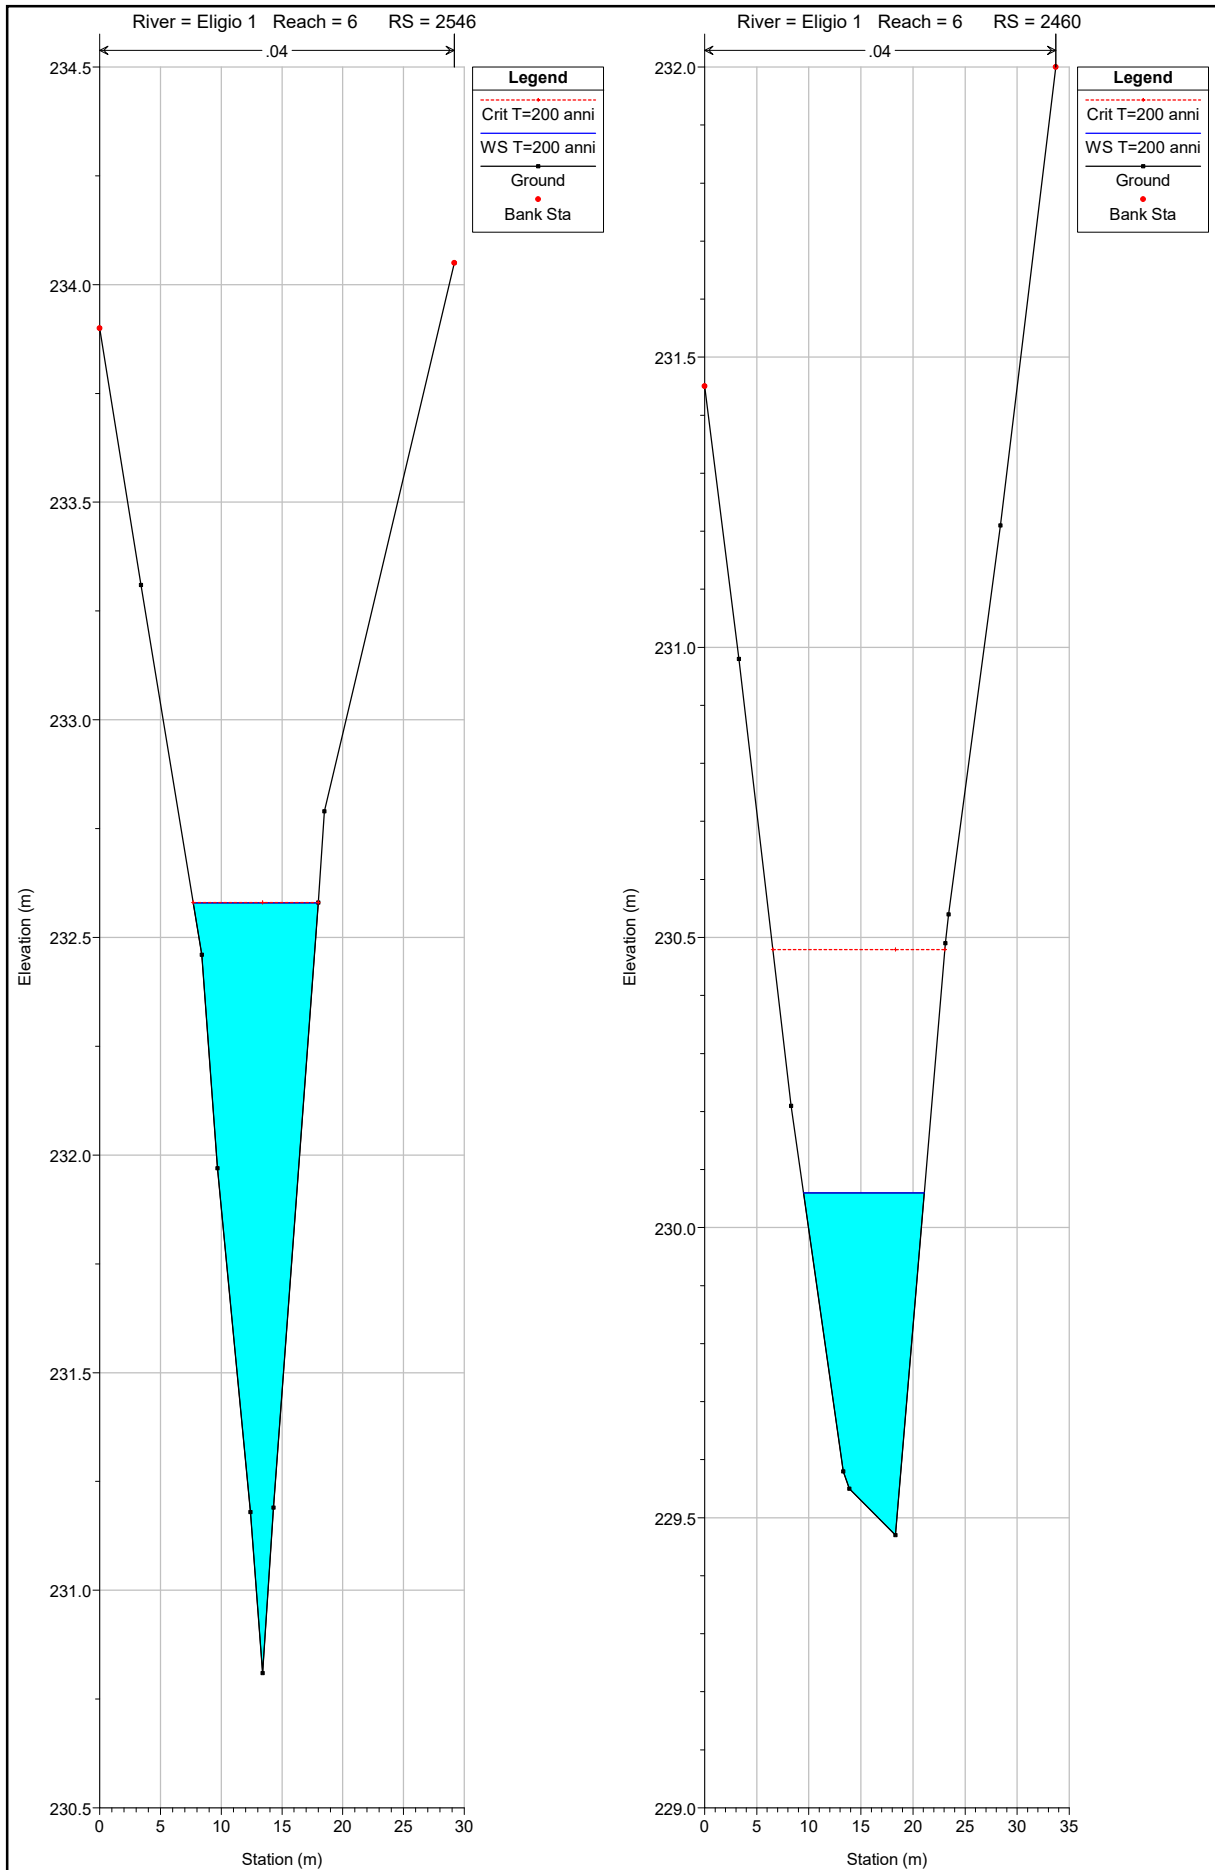 River = Eligio 1 Reach = 6 RS = 2546
.04
Legend
Crit T=200 anni
WS T=200 anni
Ground
Bank Sta
234.5
234.0
233.5
233.0
232.5
232.0
231.5
231.0
230.5
Elevation (m)
0 5 10 15 20 25 30
Station (m)
River = Eligio 1 Reach = 6 RS = 2460
.04
Legend
Crit T=200 anni
WS T=200 anni
Ground
Bank Sta
232.0
231.5
231.0
230.5
230.0
229.5
229.0
Elevation (m)
0 5 10 15 20 25 30 35
Station (m)